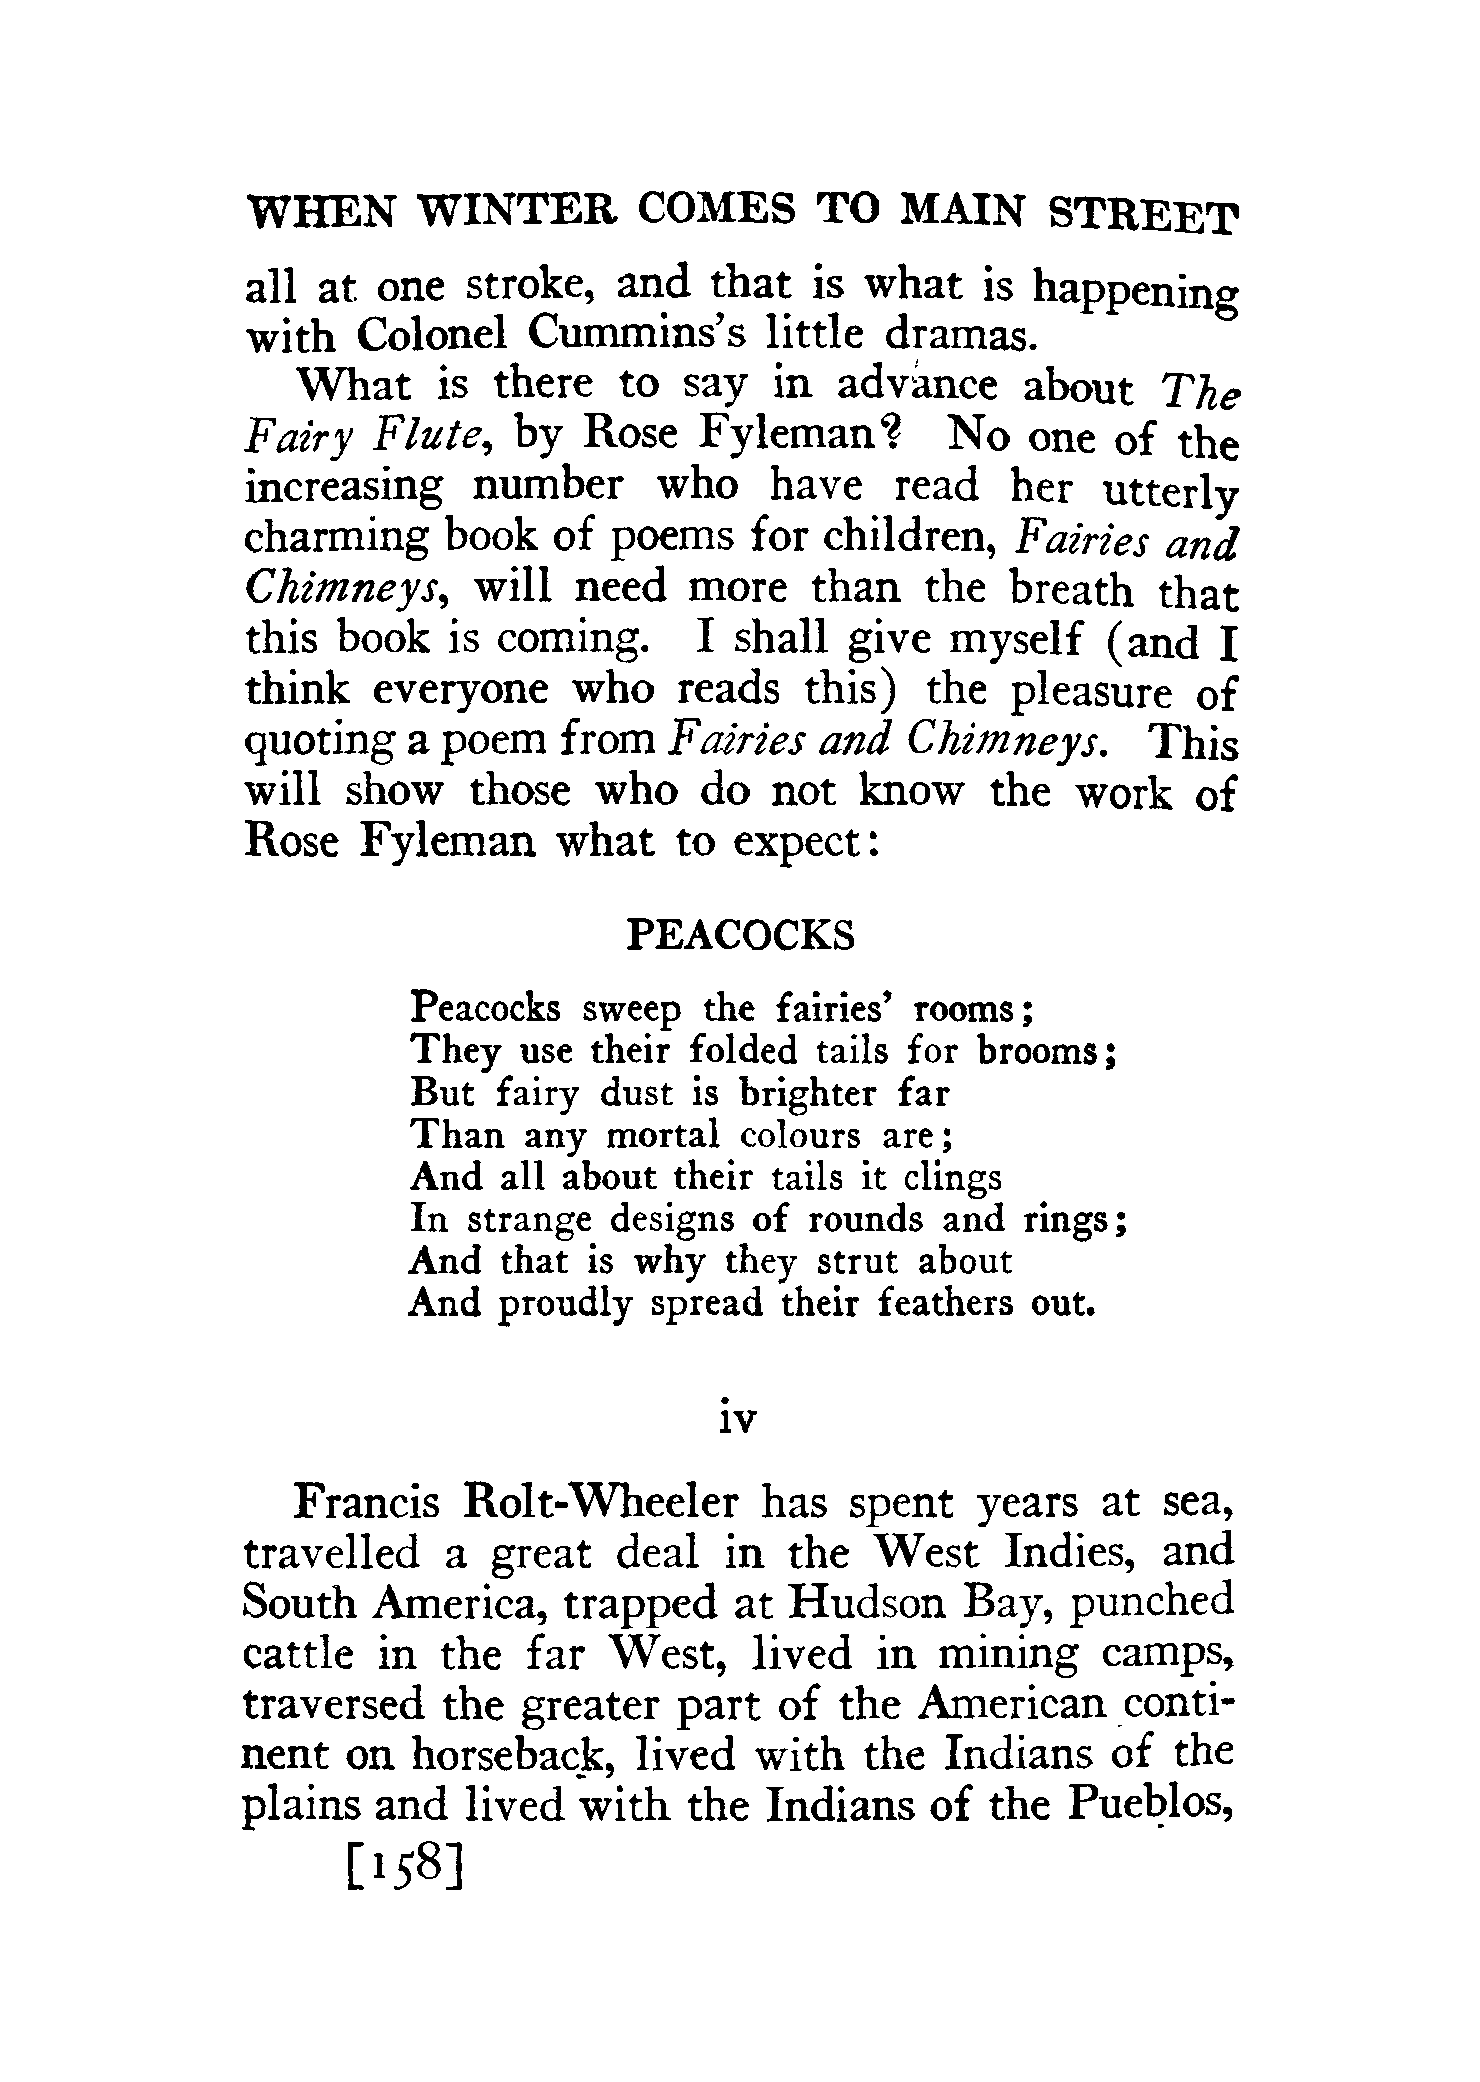 WHEN WINTER COMES TO MAIN STREET
all at one stroke, and that is what is happening
with Colonel Cummins's little dramas.
What is there to say in advance about The
Fairy Flute, by Rose Fyleman? No one of the
increasing number who have read her utterly
charming book of poems for children, Fairies and
Chimneys, will need more than the breath that
this book is coming. I shall give myself (and I
think everyone who reads this) the pleasure of
quoting a poem from Fairies and Chimneys. This
will show those who do not know the work of
Rose Fyleman what to expect:
PEACOCKS
Peacocks sweep the fairies' rooms;
They use their folded tails for brooms;
But fairy dust is brighter far
Than any mortal colours are;
And all about their tails it clings
In strange designs of rounds and rings;
And that is why they strut about
And proudly spread their feathers out.
iv
Francis Rolt-Wheeler has spent years at sea,
travelled a great deal in the West Indies, and
South America, trapped at Hudson Bay, punched
cattle in the far West, lived in mining camps,
traversed the greater part of the American conti-
nent on horseback, lived with the Indians of the
plains and lived with the Indians of the Pueblos,
[158]